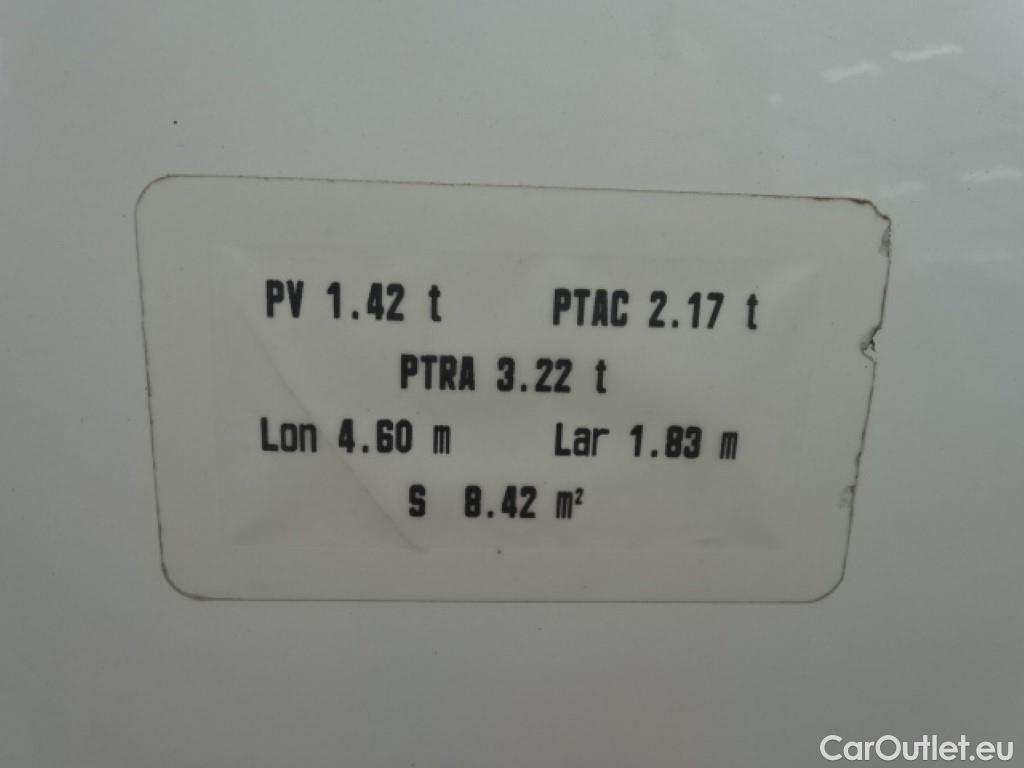 PV 1.42 t PTAC 2.17 t
PTRA 3.22 t
Lon 4.60 m Lar 1.83 m
S 8.42 m²
CarOutlet.eu